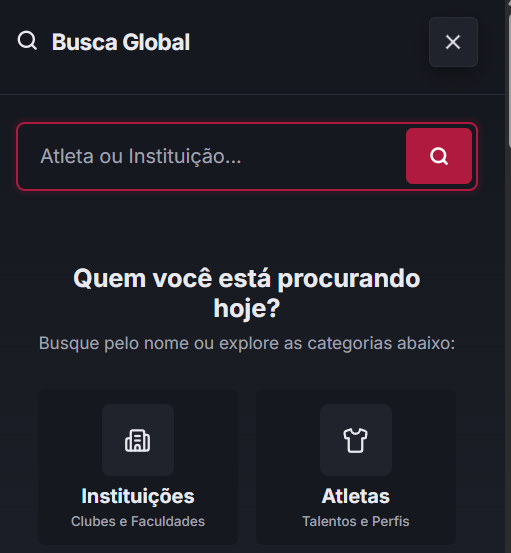 Busca Global
Atleta ou Instituição...
Quem você está procurando
hoje?
Busque pelo nome ou explore as categorias abaixo:
Instituições
Clubes e Faculdades
Atletas
Talentos e Perfis